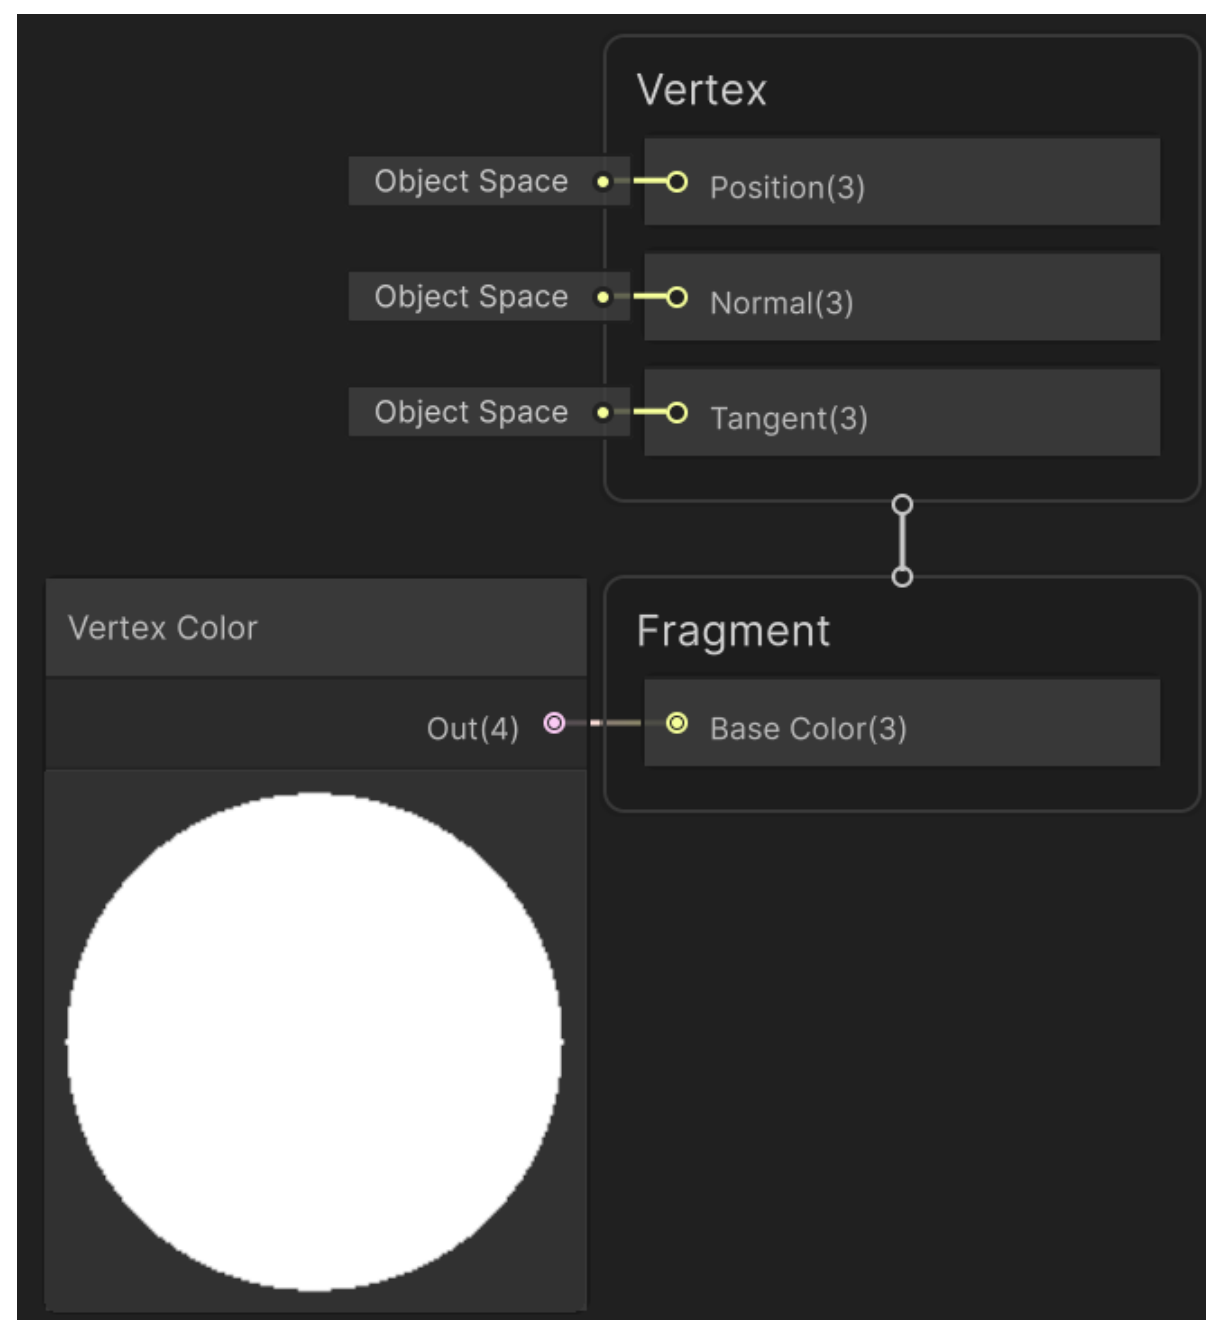 Vertex
Object Space
Position(3)
Object Space
Normal(3)
Object Space
Tangent(3)
Vertex Color
Out(4)
Fragment
Base Color(3)